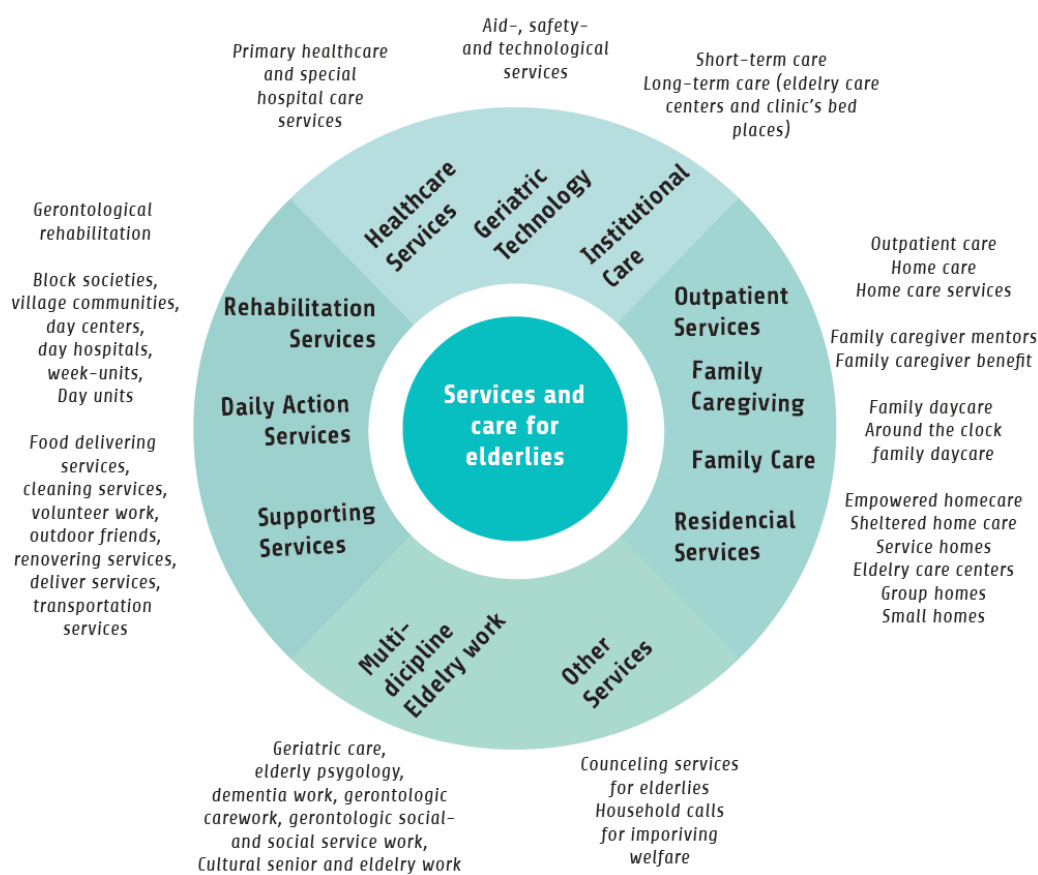 Aid-, safety-
and technological
services
Primary healthcare
and special
hospital care
services
Short-term care
Long-term care (eldelry care
centers and clinic's bed
places)
Healthcare
Services
Geriatric
Technology
Institutional
Care
Gerontological
rehabilitation
Block societies,
village communities,
day centers,
day hospitals,
week-units,
Day units
Food delivering
services,
cleaning services,
volunteer work,
outdoor friends,
renovering services,
deliver services,
transportation
services
Rehabilitation
Services
Daily Action
Services
Supporting
Services
Services and
care for
elderlies
Outpatient
Services
Family
Caregiving
Family Care
Residencial
Services
Outpatient care
Home care
Home care services
Family caregiver mentors
Family caregiver benefit
Family daycare
Around the clock
family daycare
Empowered homecare
Sheltered home care
Service homes
Eldelry care centers
Group homes
Small homes
Multi-
dicipline
Eldelry work
Other
Services
Geriatric care,
elderly psygology,
dementia work, gerontologic
carework, gerontologic social-
and social service work,
Cultural senior and eldelry work
Counceling services
for elderlies
Household calls
for imporiving
welfare